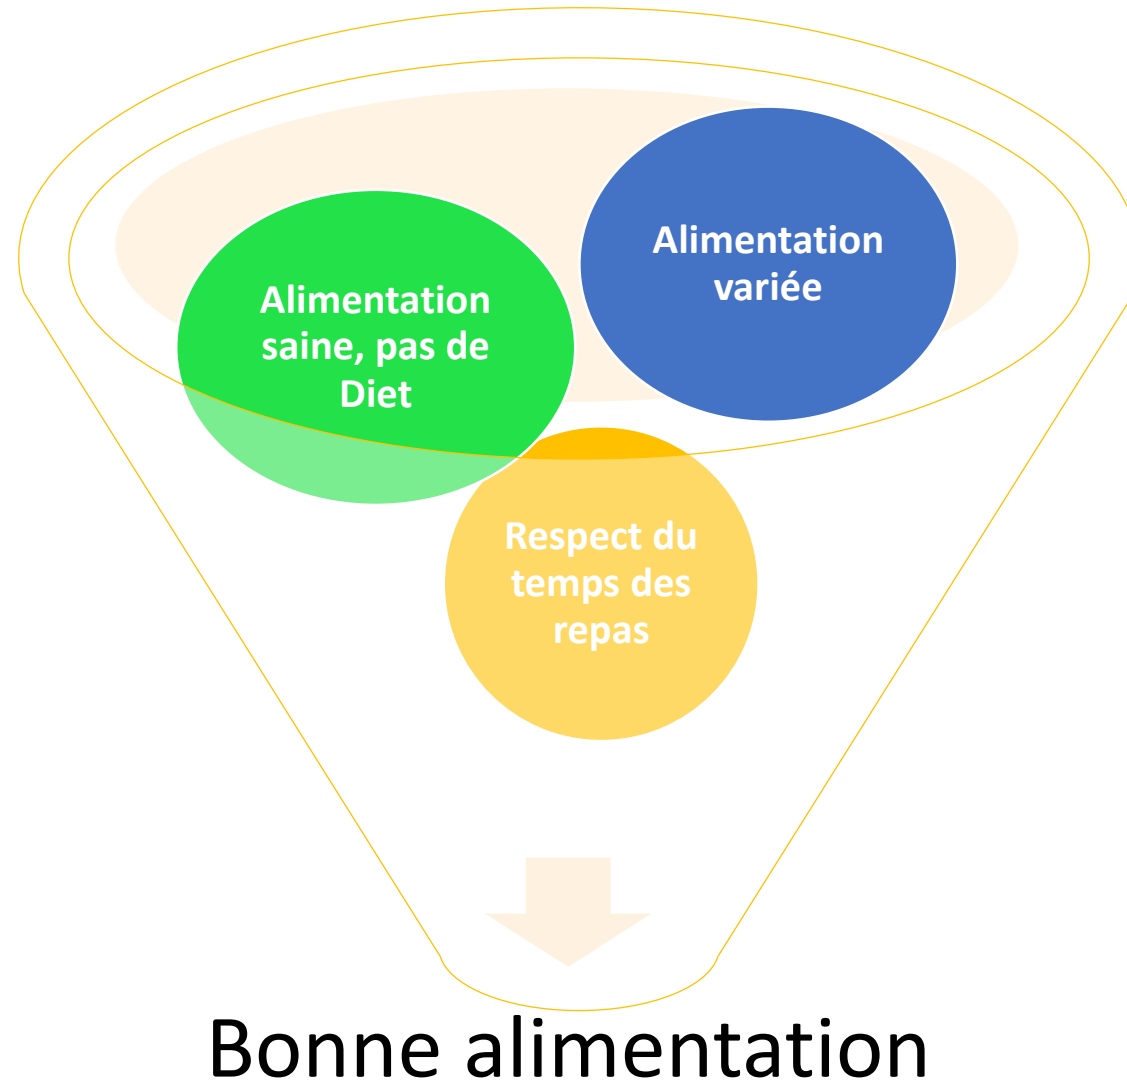 Alimentation
variée
Alimentation
saine, pas de
Diet
Respect du
temps des
repas
Bonne alimentation